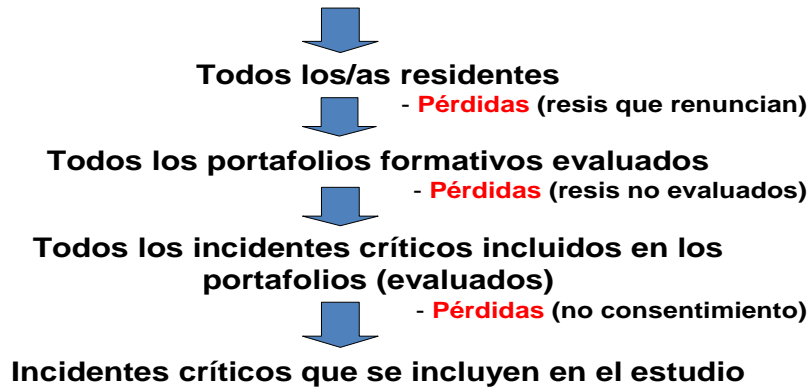 Todos los/as residentes
- Pérdidas (resis que renuncian)
Todos los portafolios formativos evaluados
- Pérdidas (resis no evaluados)
Todos los incidentes críticos incluidos en los
portafolios (evaluados)
- Pérdidas (no consentimiento)
Incidentes críticos que se incluyen en el estudio